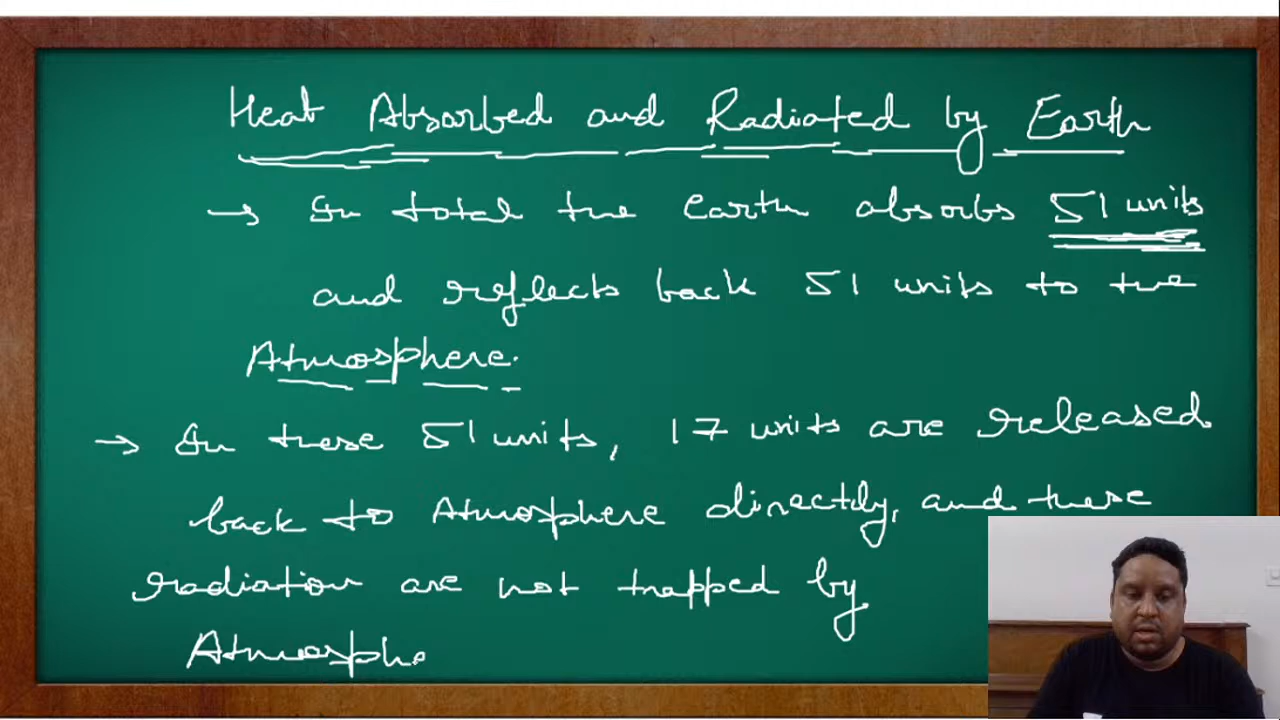 Heat Absorbed and Radiated by Earth
→ In total the earth absorbs 51 units
and reflects back 51 units to the
Atmosphere.
→ In these 51 units, 17 units are released
back to Atmosphere directly, and these
radiation are not trapped by
Atmosphe